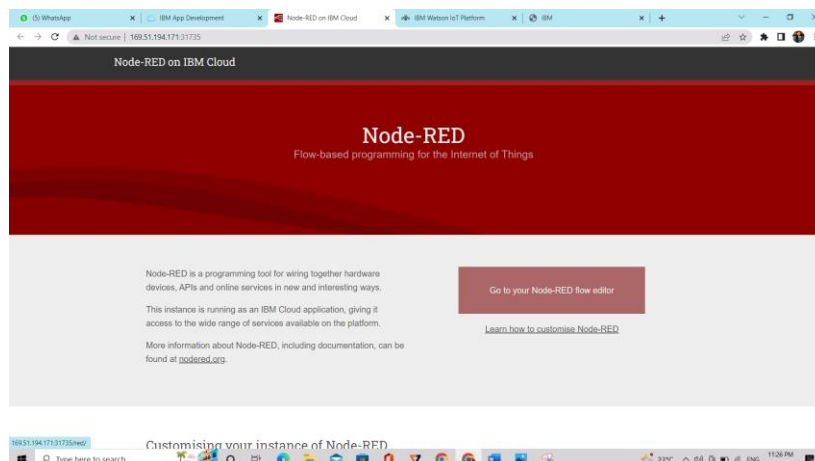 (5) WhatsApp
IBM App Development
Node-RED on IBM Cloud
IBM Watson IoT Platform
IBM
Not secure | 169.51.194.171:31735
Node-RED on IBM Cloud
Node-RED
Flow-based programming for the Internet of Things
Node-RED is a programming tool for wiring together hardware
devices, APIs and online services in new and interesting ways.
This instance is running as an IBM Cloud application, giving it
access to the wide range of services available on the platform.
More information about Node-RED, including documentation, can be
found at nodered.org.
Go to your Node-RED flow editor
Learn how to customise Node-RED
169.51.194.171:31735/red/
Customising your instance of Node-RED
Type here to search
23°C
ENG
11:26 PM